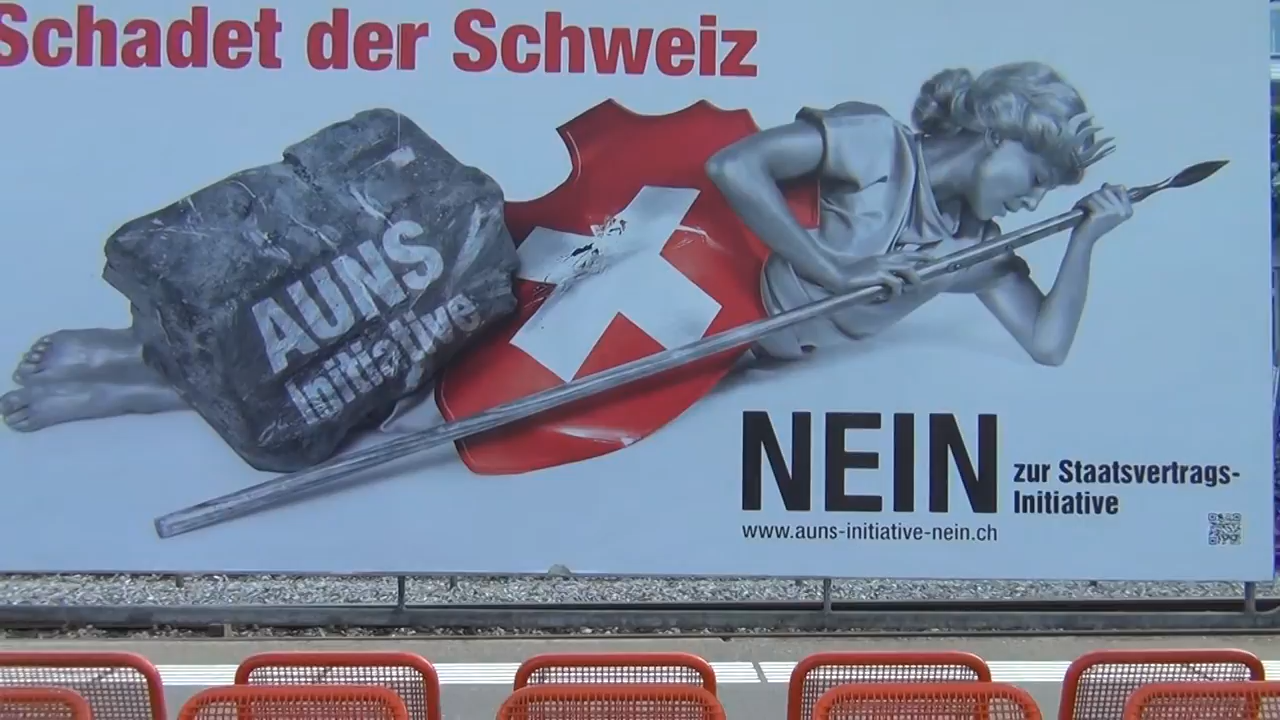 Schadet der Schweiz
AUNS
Initiative
NEIN
zur Staatsvertrags-
Initiative
www.auns-initiative-nein.ch